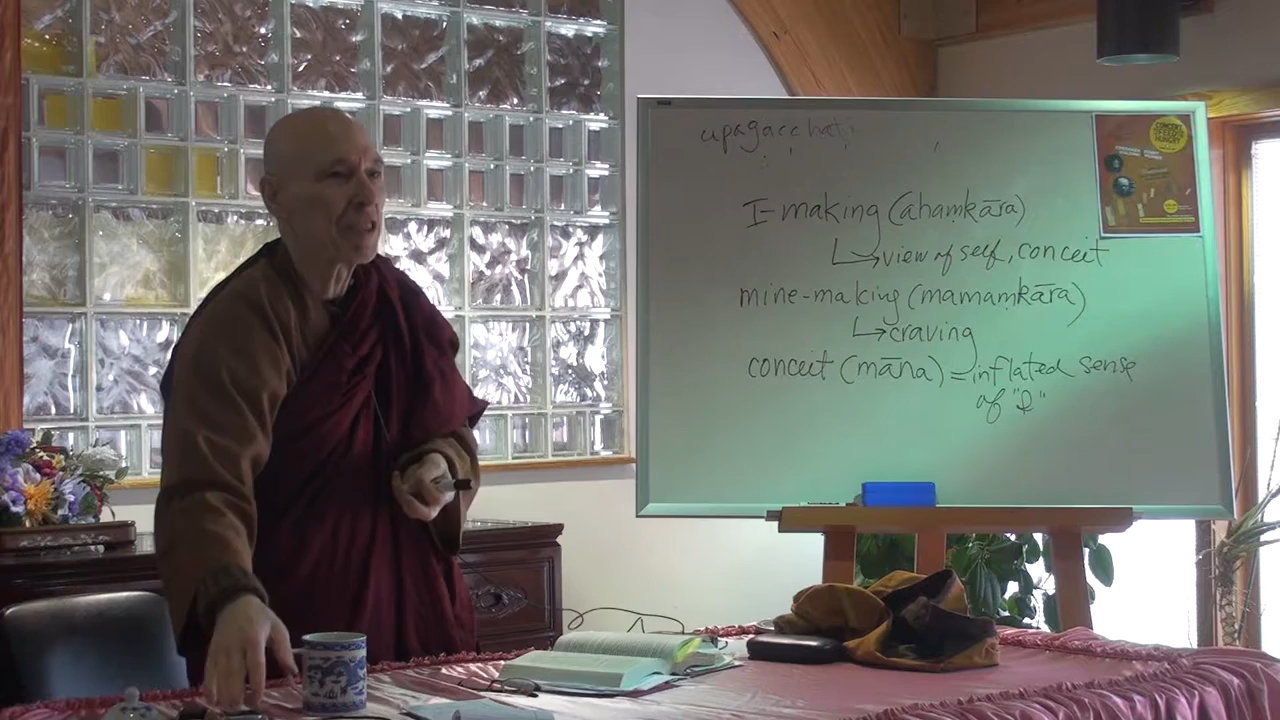 upagacchati
I-making (ahaṃkāra)
↳ view of self, conceit
mine-making (mamaṃkāra)
↳ craving
conceit (māna) = inflated sense
of "I"